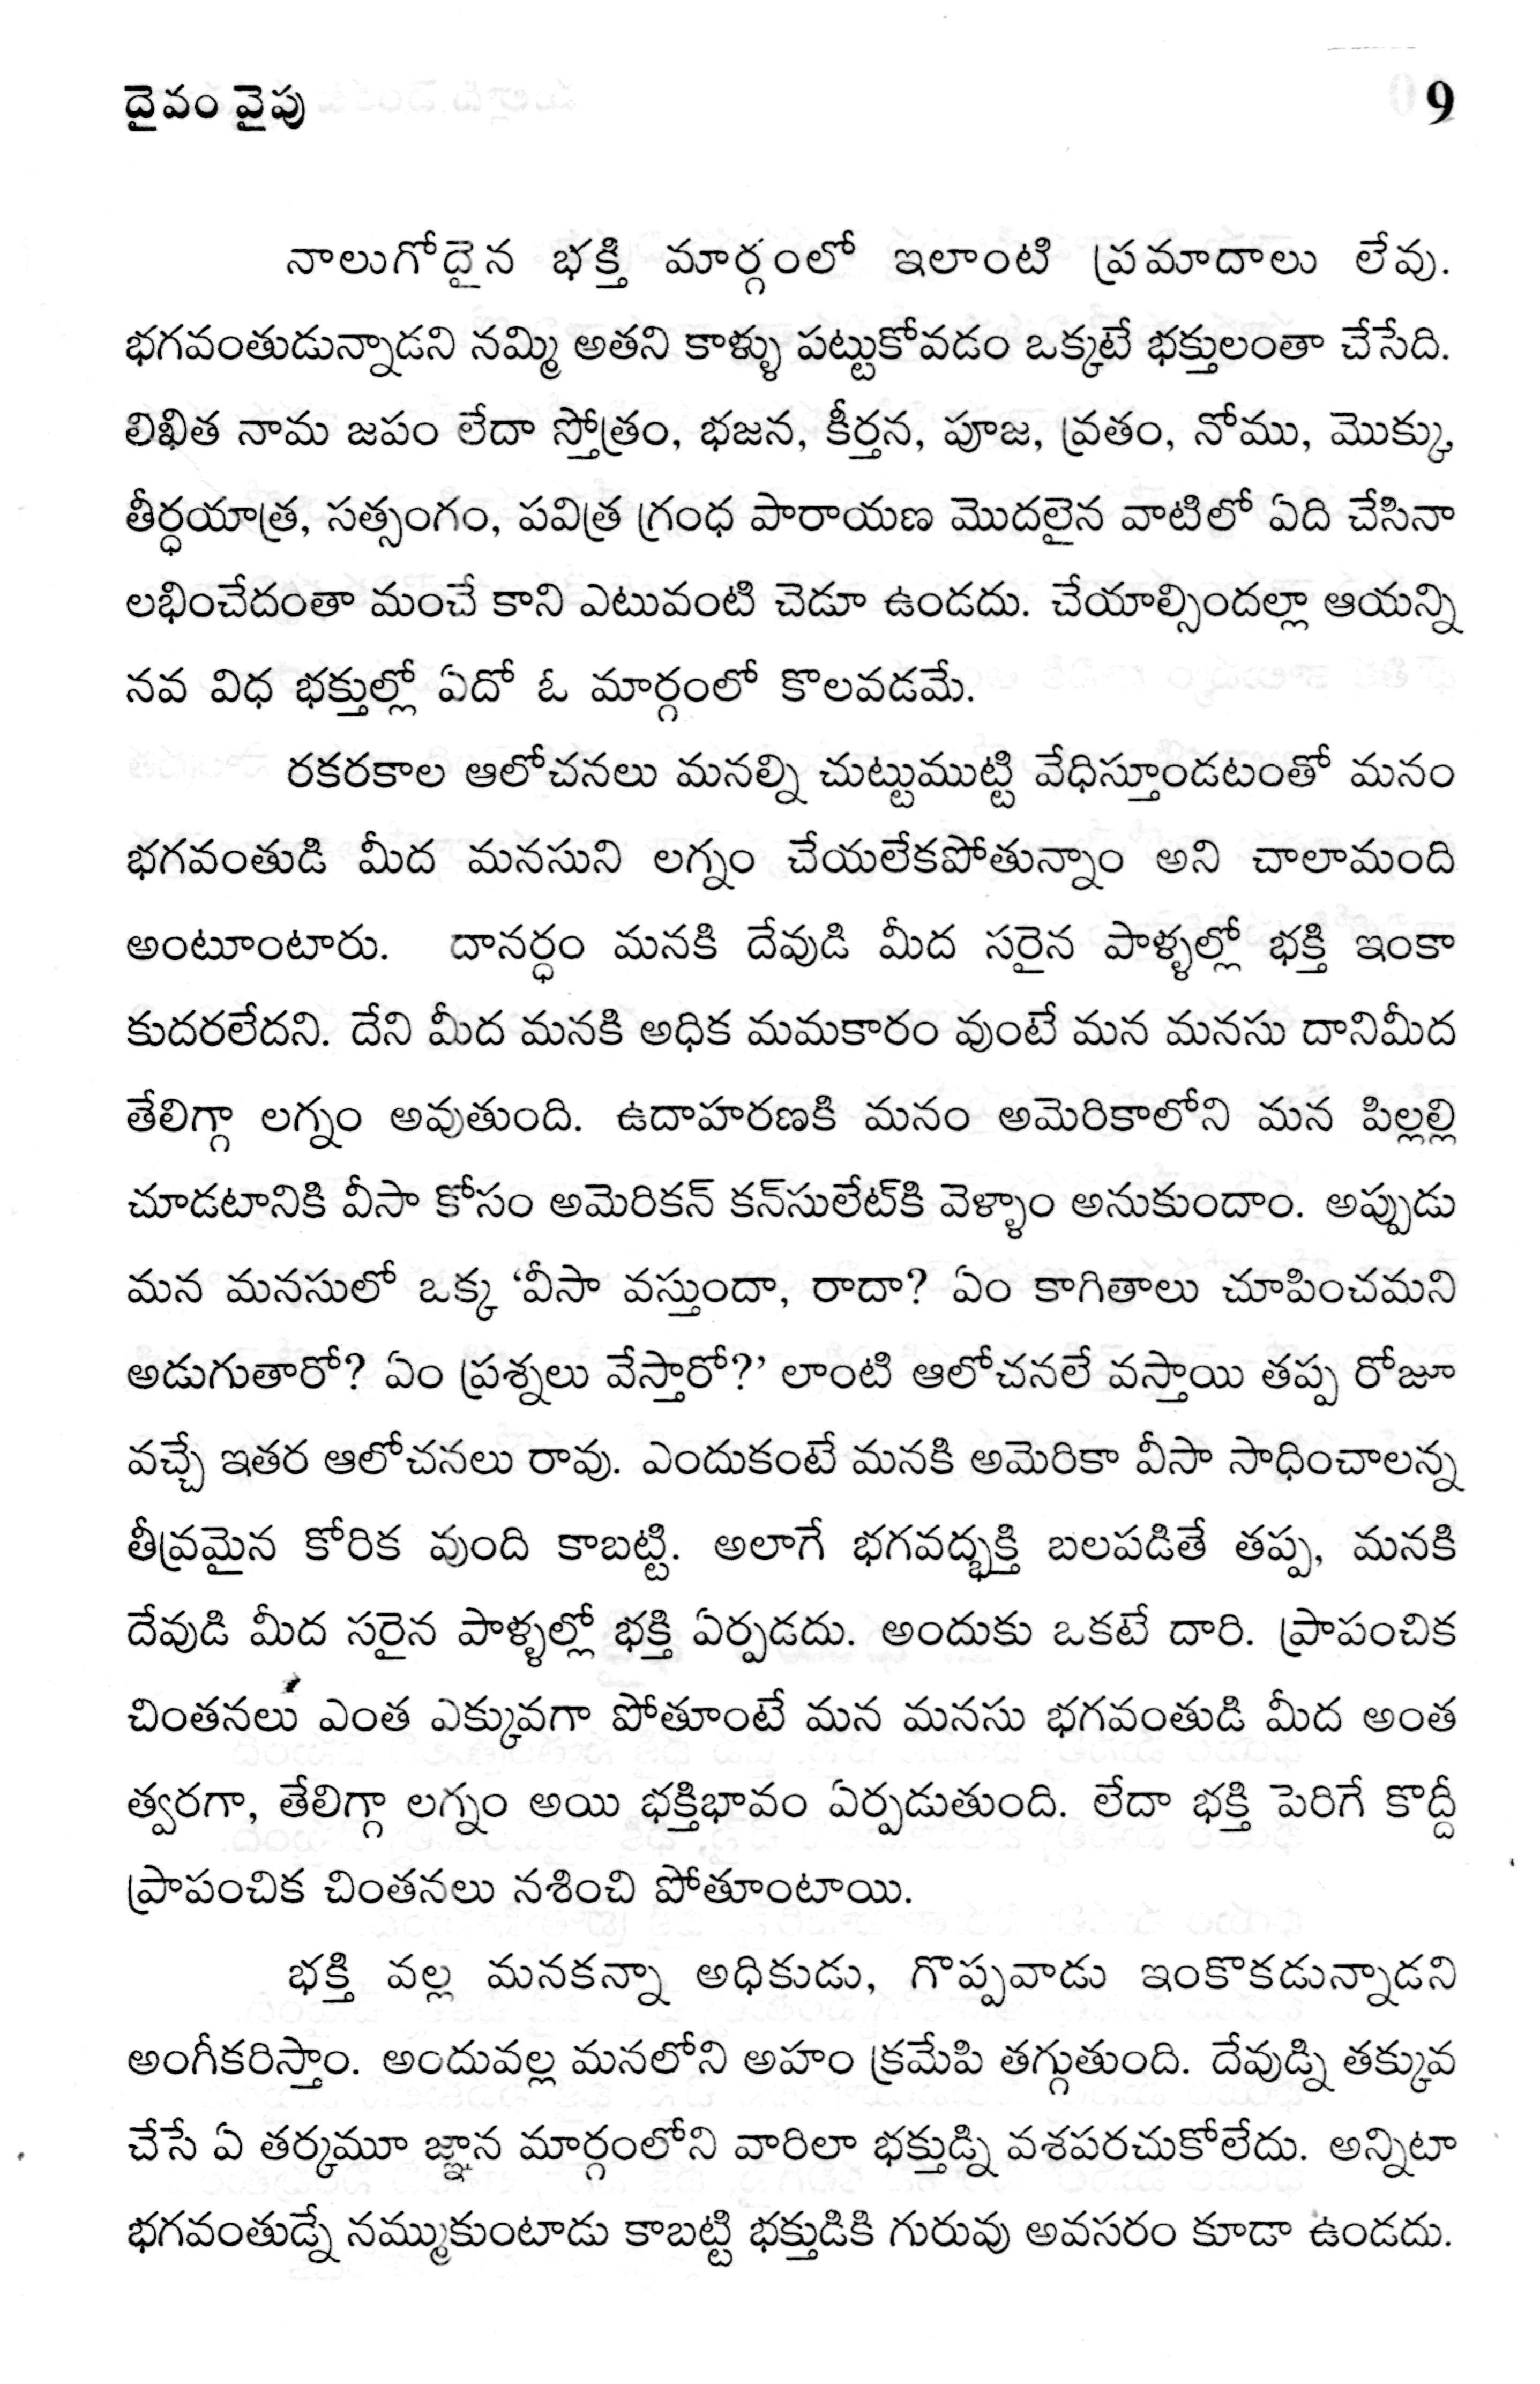 దైవం వైపు 9
నాలుగోదైన భక్తి మార్గంలో ఇలాంటి ప్రమాదాలు లేవు.
భగవంతుడున్నాడని నమ్మి అతని కాళ్ళు పట్టుకోవడం ఒక్కటే భక్తులంతా చేసేది.
లిఖిత నామ జపం లేదా స్తోత్రం, భజన, కీర్తన, పూజ, వ్రతం, నోము, మొక్కు
తీర్ధయాత్ర, సత్సంగం, పవిత్ర గ్రంధ పారాయణ మొదలైన వాటిలో ఏది చేసినా
లభించేదంతా మంచే కాని ఎటువంటి చెడూ ఉండదు. చేయాల్సిందల్లా ఆయన్ని
నవ విధ భక్తుల్లో ఏదో ఓ మార్గంలో కొలవడమే.
రకరకాల ఆలోచనలు మనల్ని చుట్టుముట్టి వేధిస్తూండటంతో మనం
భగవంతుడి మీద మనసుని లగ్నం చేయలేకపోతున్నాం అని చాలామంది
అంటూంటారు. దానర్ధం మనకి దేవుడి మీద సరైన పాళ్ళల్లో భక్తి ఇంకా
కుదరలేదని. దేని మీద మనకి అధిక మమకారం వుంటే మన మనసు దానిమీద
తేలిగ్గా లగ్నం అవుతుంది. ఉదాహరణకి మనం అమెరికాలోని మన పిల్లల్లి
చూడటానికి వీసా కోసం అమెరికన్ కన్‌సులేట్‌కి వెళ్ళాం అనుకుందాం. అప్పుడు
మన మనసులో ఒక్క ‘వీసా వస్తుందా, రాదా? ఏం కాగితాలు చూపించమని
అడుగుతారో? ఏం ప్రశ్నలు వేస్తారో?’ లాంటి ఆలోచనలే వస్తాయి తప్ప రోజూ
వచ్చే ఇతర ఆలోచనలు రావు. ఎందుకంటే మనకి అమెరికా వీసా సాధించాలన్న
తీవ్రమైన కోరిక వుంది కాబట్టి. అలాగే భగవద్భక్తి బలపడితే తప్ప, మనకి
దేవుడి మీద సరైన పాళ్ళల్లో భక్తి ఏర్పడదు. అందుకు ఒకటే దారి. ప్రాపంచిక
చింతనలు ఎంత ఎక్కువగా పోతూంటే మన మనసు భగవంతుడి మీద అంత
త్వరగా, తేలిగ్గా లగ్నం అయి భక్తిభావం ఏర్పడుతుంది. లేదా భక్తి పెరిగే కొద్దీ
ప్రాపంచిక చింతనలు నశించి పోతూంటాయి.
భక్తి వల్ల మనకన్నా అధికుడు, గొప్పవాడు ఇంకొకడున్నాడని
అంగీకరిస్తాం. అందువల్ల మనలోని అహం క్రమేపి తగ్గుతుంది. దేవుడ్ని తక్కువ
చేసే ఏ తర్కమూ జ్ఞాన మార్గంలోని వారిలా భక్తుడ్ని వశపరచుకోలేదు. అన్నిటా
భగవంతుడ్నే నమ్ముకుంటాడు కాబట్టి భక్తుడికి గురువు అవసరం కూడా ఉండదు.